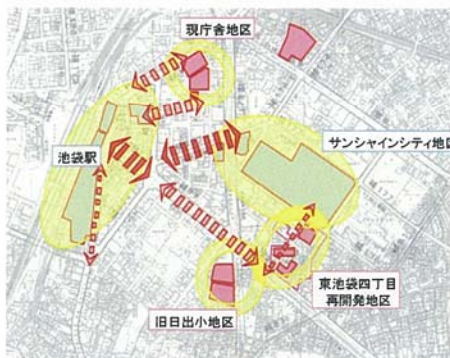 現庁舎地区
サンシャインシティ地区
池袋駅
東池袋四丁目
再開発地区
旧日出小地区